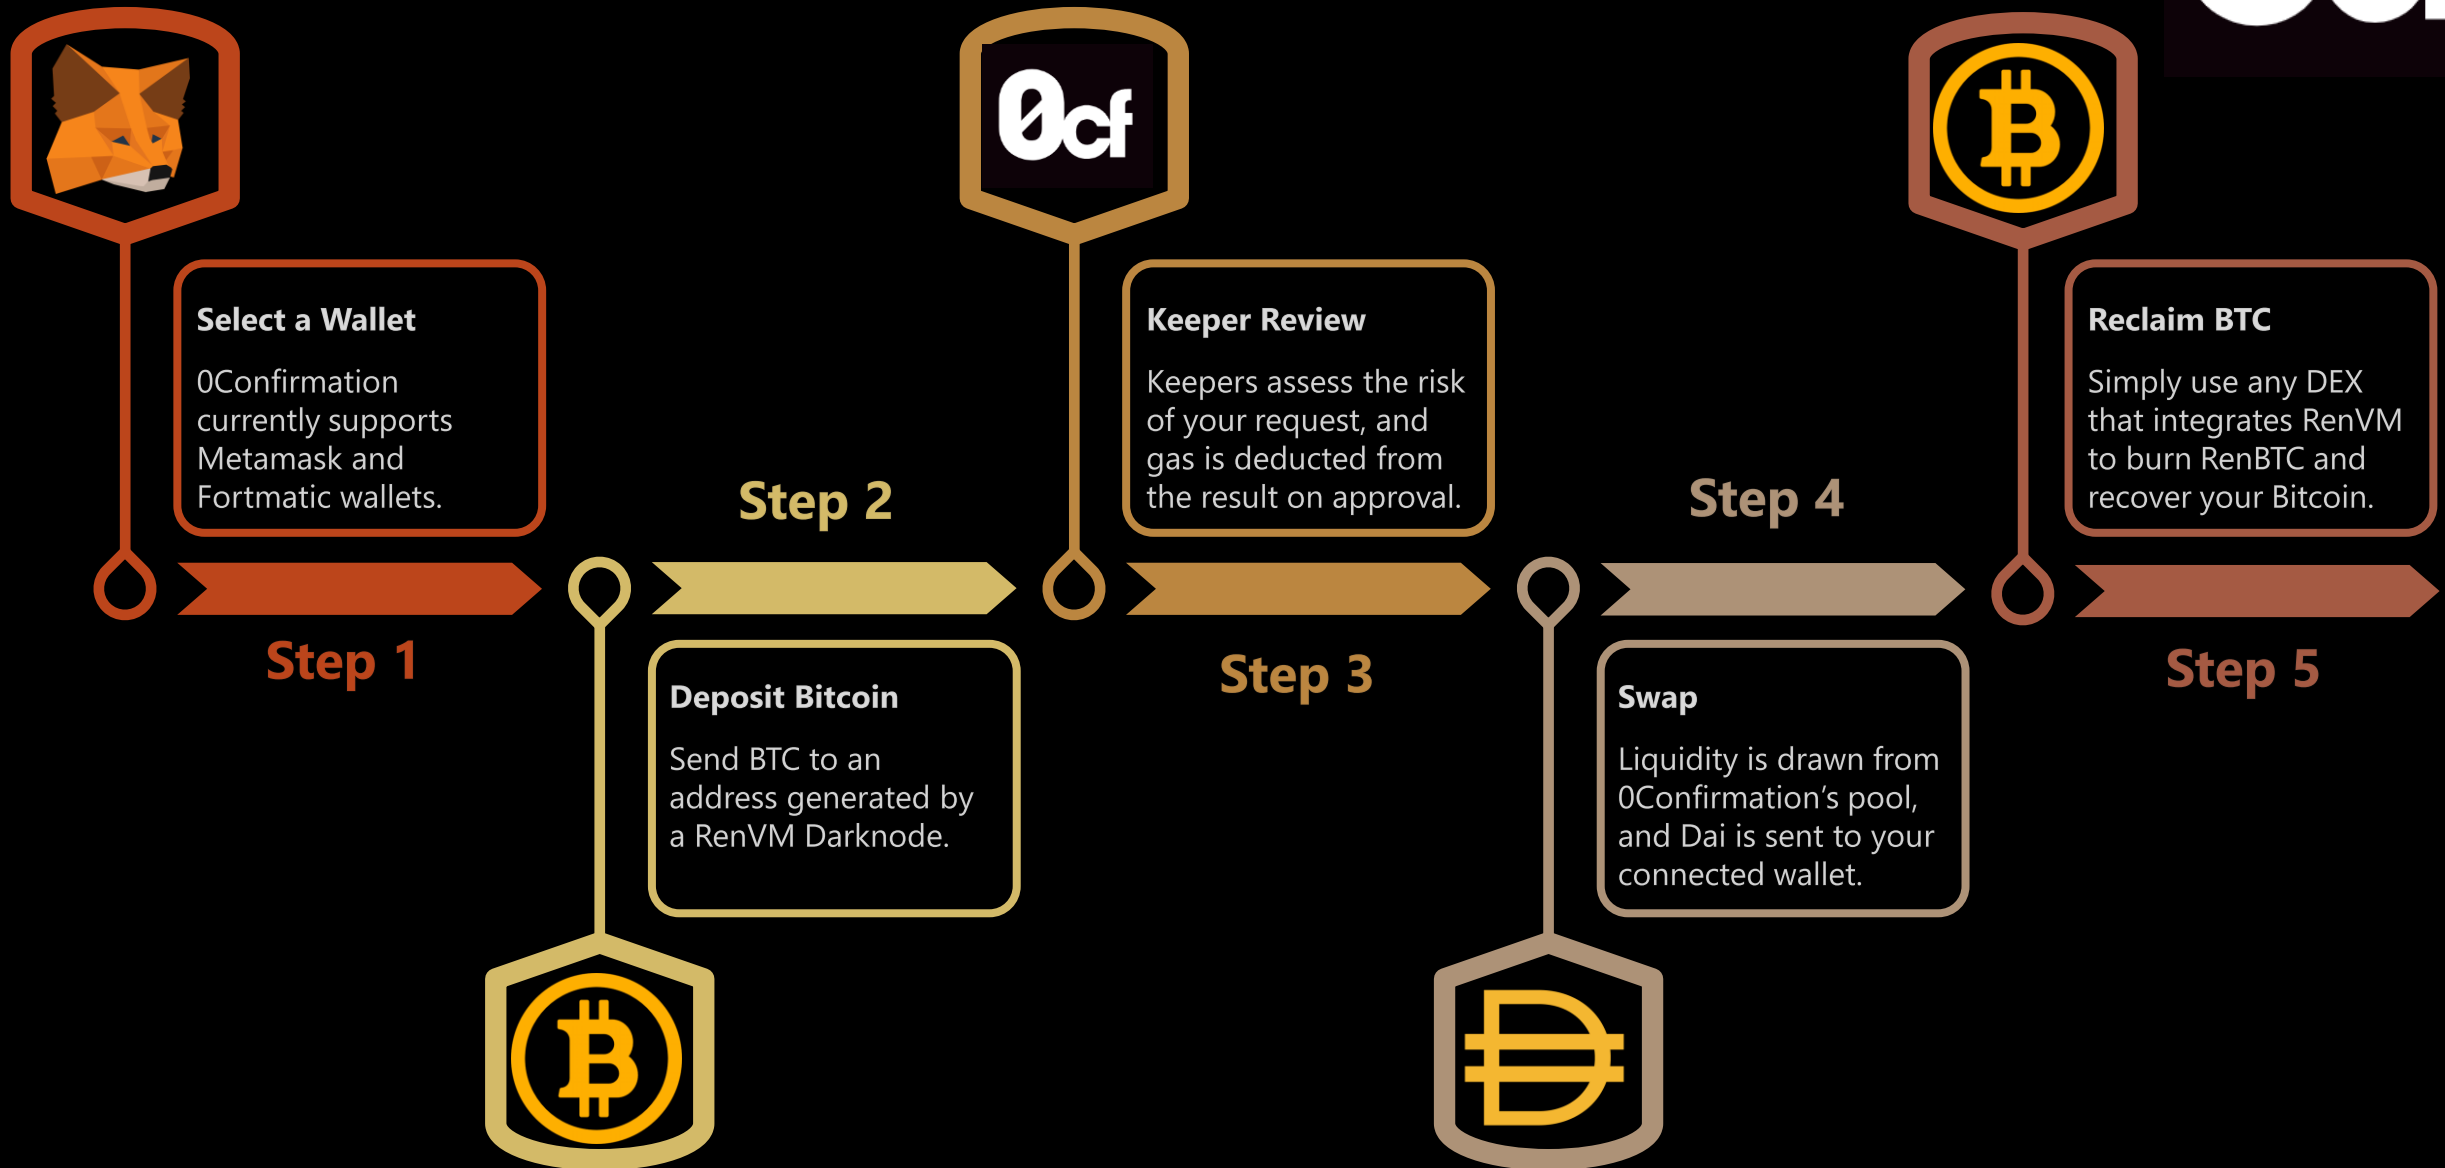 0cf
Select a Wallet
0Confirmation
currently supports
Metamask and
Fortmatic wallets.
Step 1
Step 2
Deposit Bitcoin
Send BTC to an
address generated by
a RenVM Darknode.
Keeper Review
Keepers assess the risk
of your request, and
gas is deducted from
the result on approval.
Step 3
Step 4
Swap
Liquidity is drawn from
0Confirmation’s pool,
and Dai is sent to your
connected wallet.
Reclaim BTC
Simply use any DEX
that integrates RenVM
to burn RenBTC and
recover your Bitcoin.
Step 5